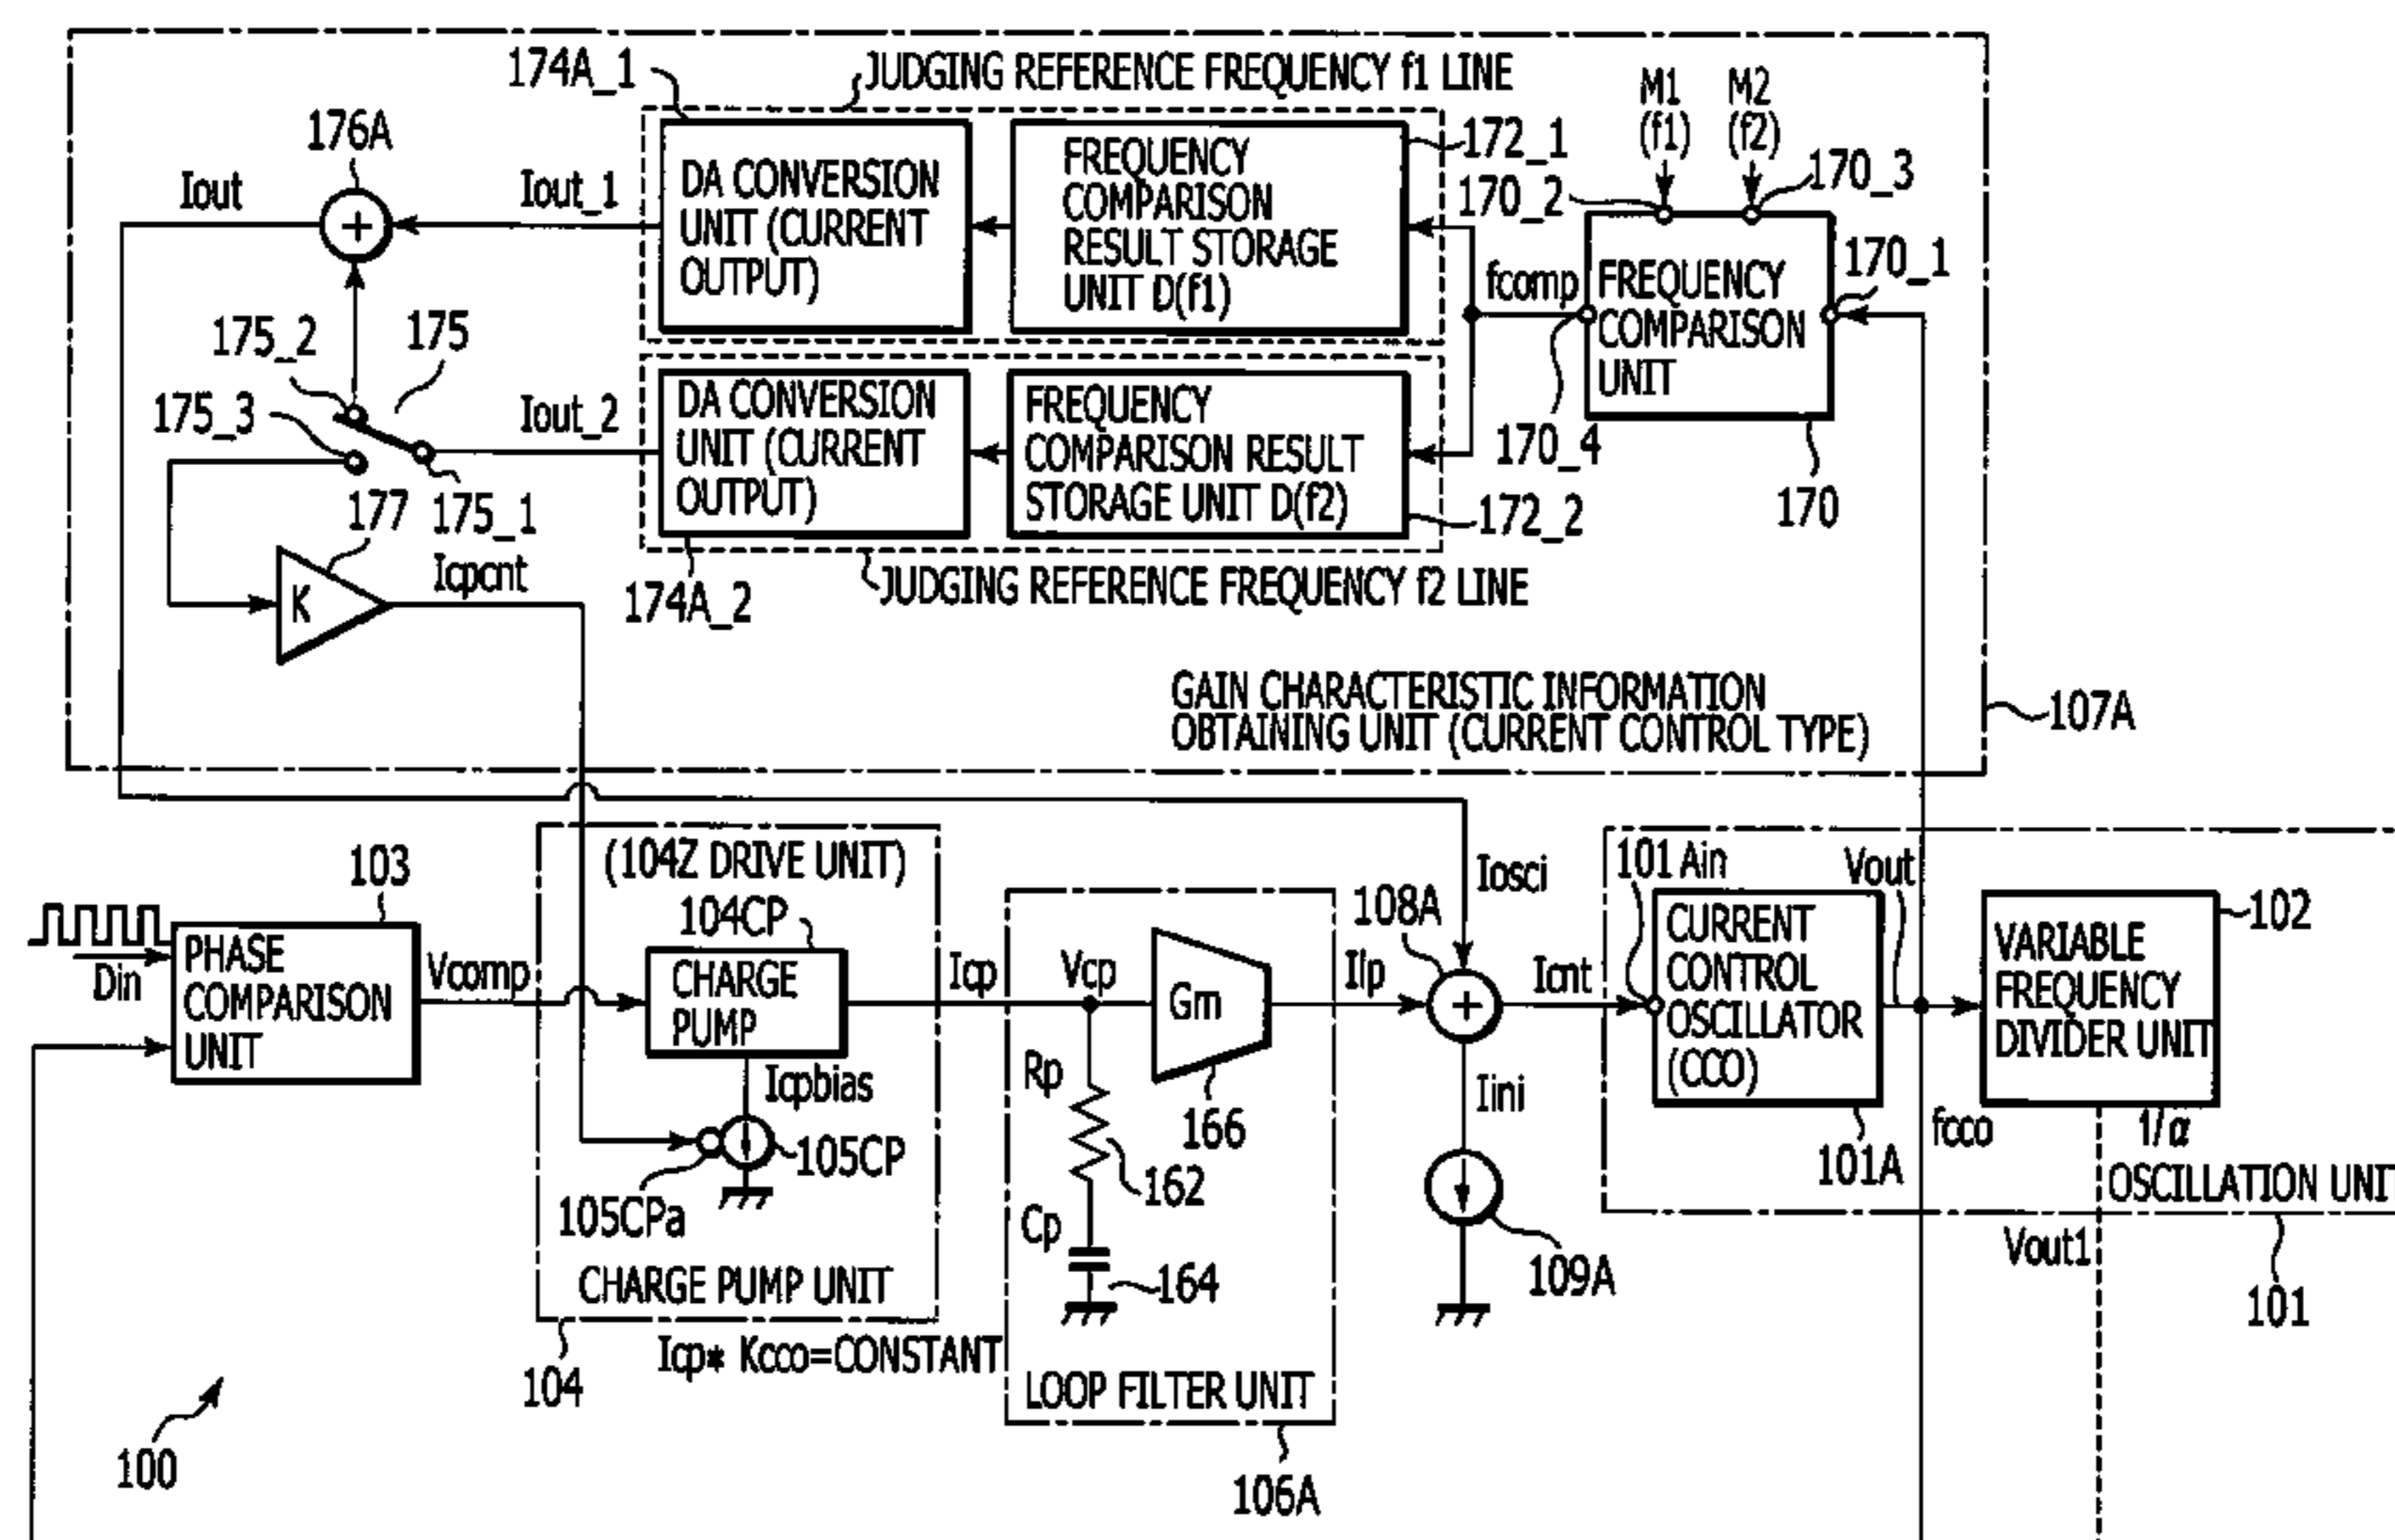 174A_1
JUDGING REFERENCE FREQUENCY f1 LINE
M1
(f1)
M2
(f2)
176A
Iout
Iout_1
DA CONVERSION
UNIT (CURRENT
OUTPUT)
FREQUENCY
COMPARISON
RESULT STORAGE
UNIT D(f1)
172_1
170_2
170_3
170_1
fcomp
FREQUENCY
COMPARISON
UNIT
+
175_2
175
175_3
Iout_2
DA CONVERSION
UNIT (CURRENT
OUTPUT)
FREQUENCY
COMPARISON RESULT
STORAGE UNIT D(f2)
170_4
170
177
175_1
172_2
K
Icpcnt
174A_2
JUDGING REFERENCE FREQUENCY f2 LINE
GAIN CHARACTERISTIC INFORMATION
OBTAINING UNIT (CURRENT CONTROL TYPE)
107A
103
(104Z DRIVE UNIT)
104CP
Iosci
101Ain
Vout
108A
102
Din
PHASE
COMPARISON
UNIT
Vcomp
CHARGE
PUMP
Icp
Vcp
Gm
Ilp
+
Icnt
CURRENT
CONTROL
OSCILLATOR
(CCO)
VARIABLE
FREQUENCY
DIVIDER UNIT
Icpbias
Rp
166
Iini
101A
fcco
1/α
105CP
105CPa
162
OSCILLATION UNIT
Cp
164
109A
Vout1
101
CHARGE PUMP UNIT
104
Icp* Kcco=CONSTANT
LOOP FILTER UNIT
106A
100